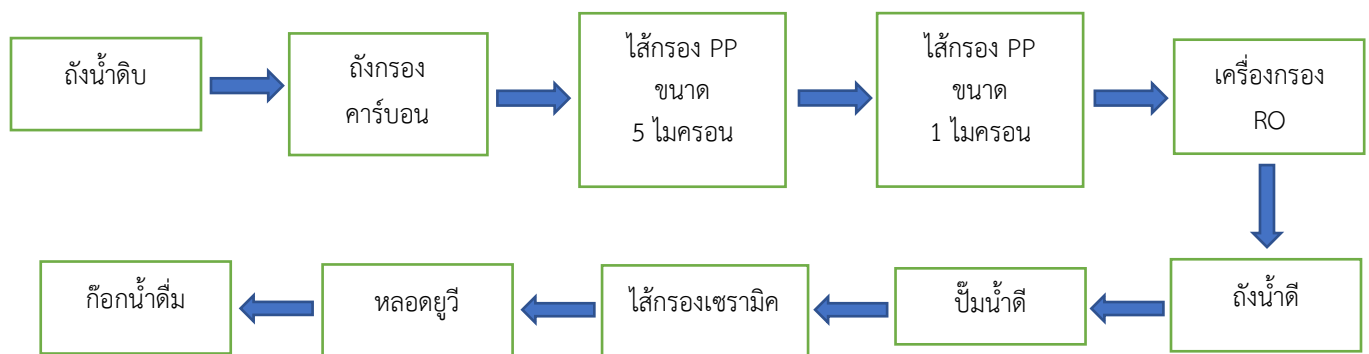 ถังน้ำดิบ
ถังกรอง
คาร์บอน
ไส้กรอง PP
ขนาด
5 ไมครอน
ไส้กรอง PP
ขนาด
1 ไมครอน
เครื่องกรอง
RO
ถังน้ำดี
ปั๊มน้ำดี
ไส้กรองเซรามิค
หลอดยูวี
ก๊อกน้ำดื่ม